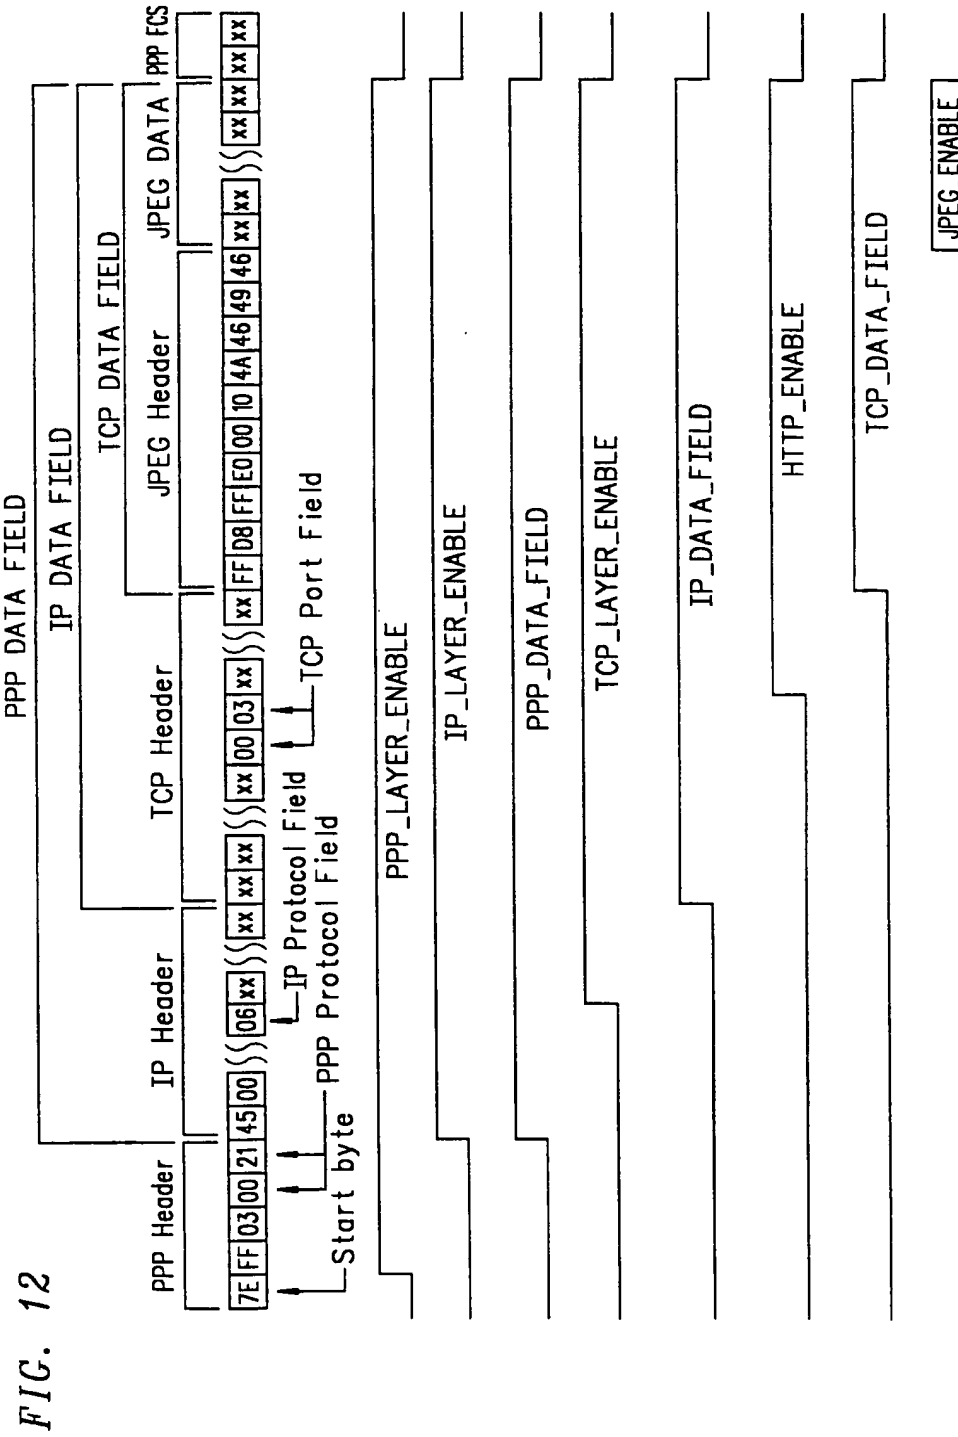 FIG. 12
PPP DATA FIELD
IP DATA FIELD
TCP DATA FIELD
PPP Header
IP Header
TCP Header
JPEG Header
JPEG DATA
PPP FCS
7E FF 03 00 21 45 00 06 xx xx xx xx xx xx 00 03 xx xx FF D8 FF E0 00 10 4A 46 49 46 xx xx xx xx xx xx
IP Protocol Field
TCP Port Field
PPP Protocol Field
Start byte
PPP_LAYER_ENABLE
IP_LAYER_ENABLE
PPP_DATA_FIELD
TCP_LAYER_ENABLE
IP_DATA_FIELD
HTTP_ENABLE
TCP_DATA_FIELD
JPEG ENABLE